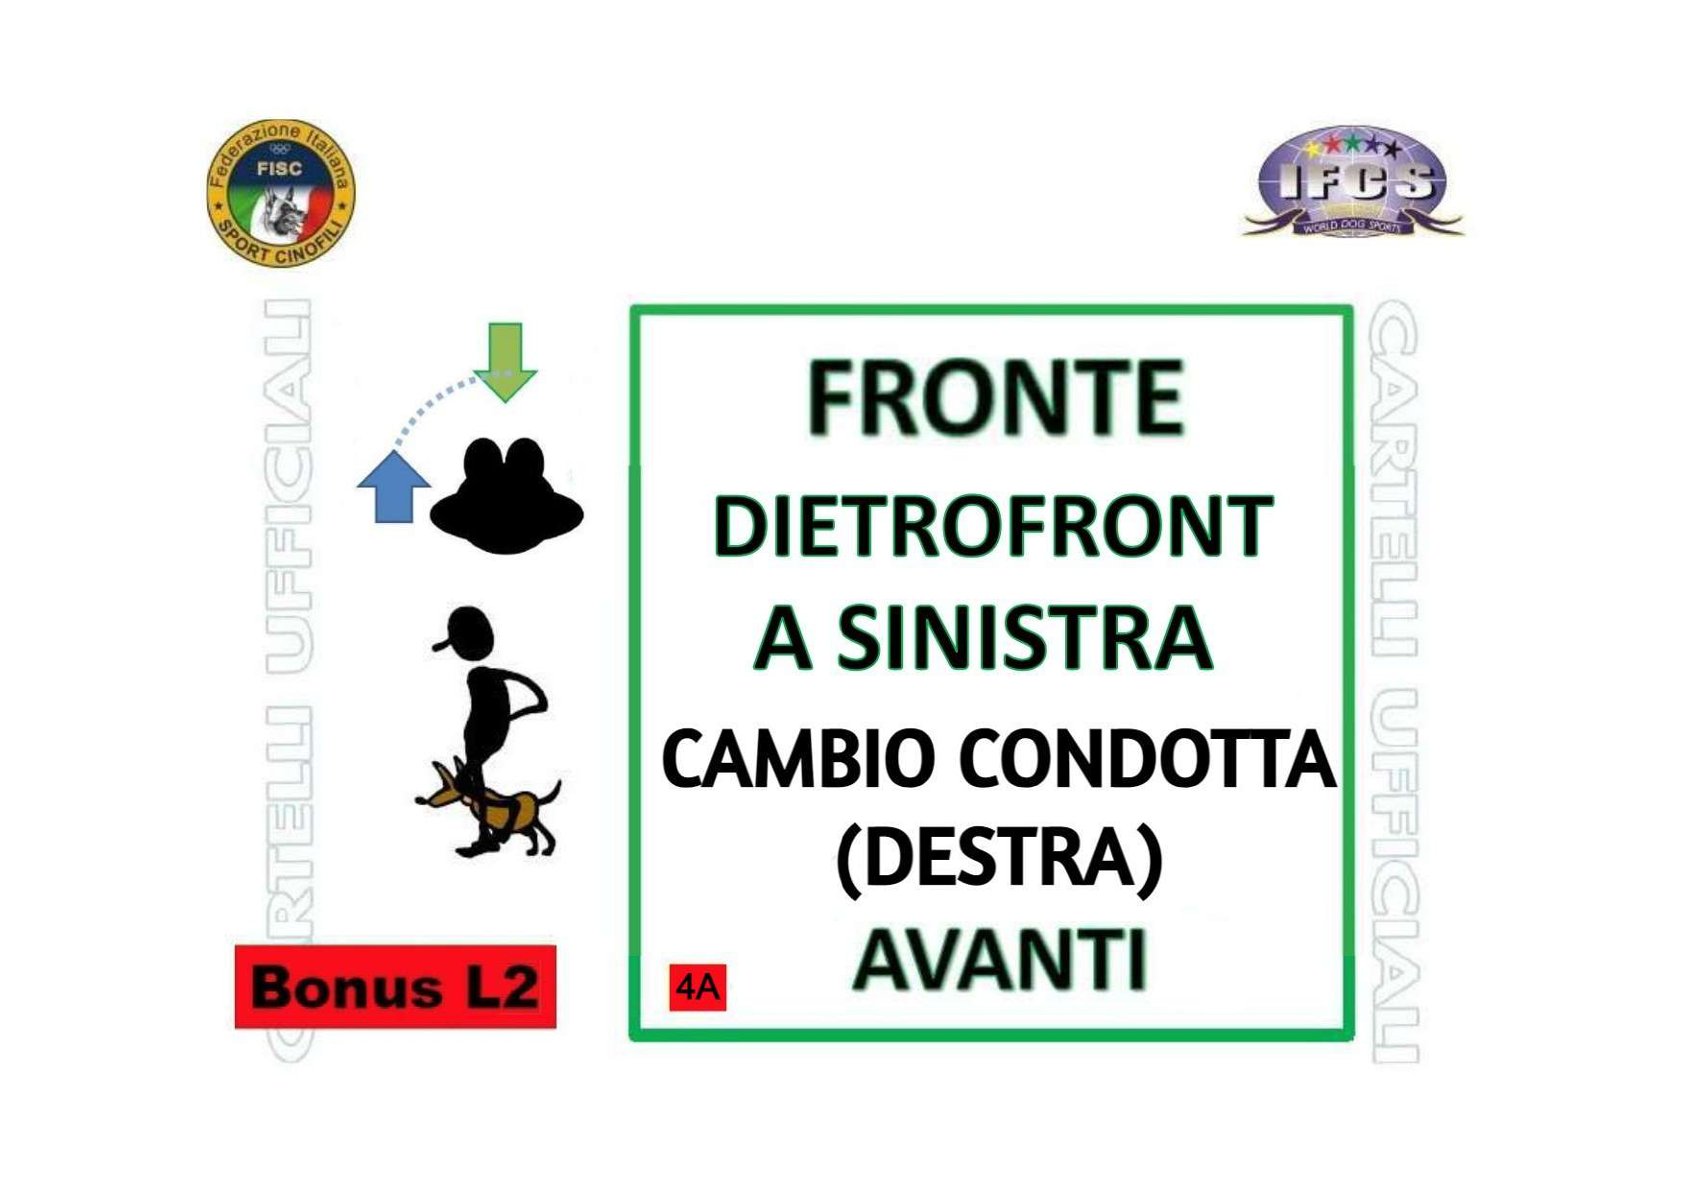 Federazione Italiana
FISC
SPORT CINOFILI
IFCS
WORLD DOG SPORTS
CARTELLI UFFICIALI
FRONTE
DIETROFRONT
A SINISTRA
CAMBIO CONDOTTA
(DESTRA)
AVANTI
4A
Bonus L2
CARTELLI UFFICIALI